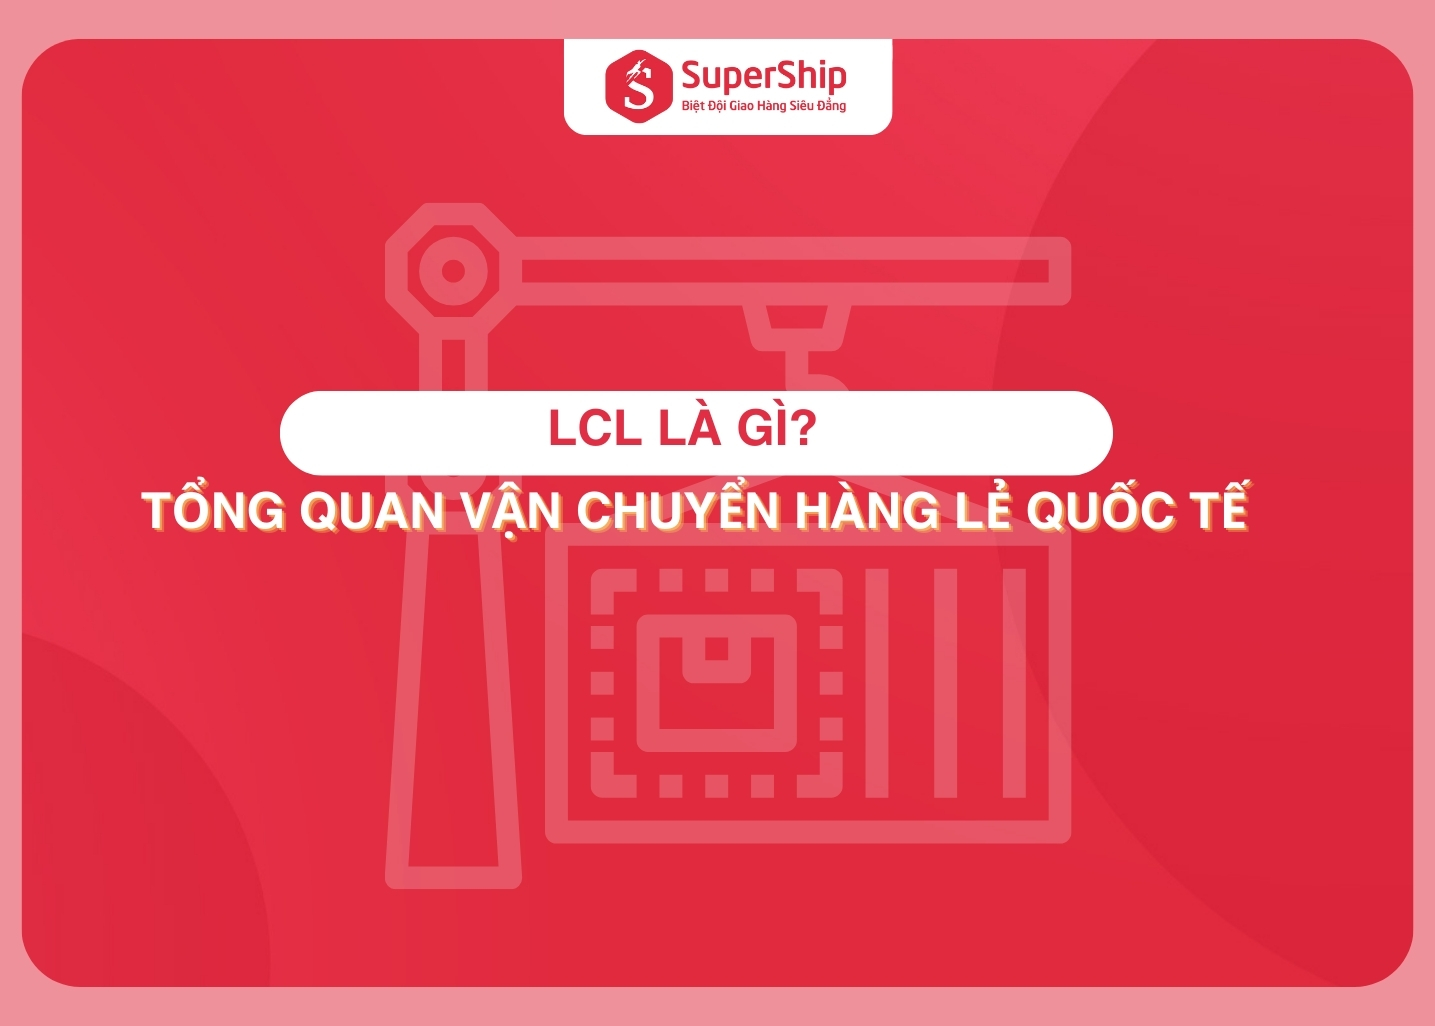 SuperShip
Biệt Đội Giao Hàng Siêu Đẳng
LCL LÀ GÌ?
TỔNG QUAN VẬN CHUYỂN HÀNG LẺ QUỐC TẾ